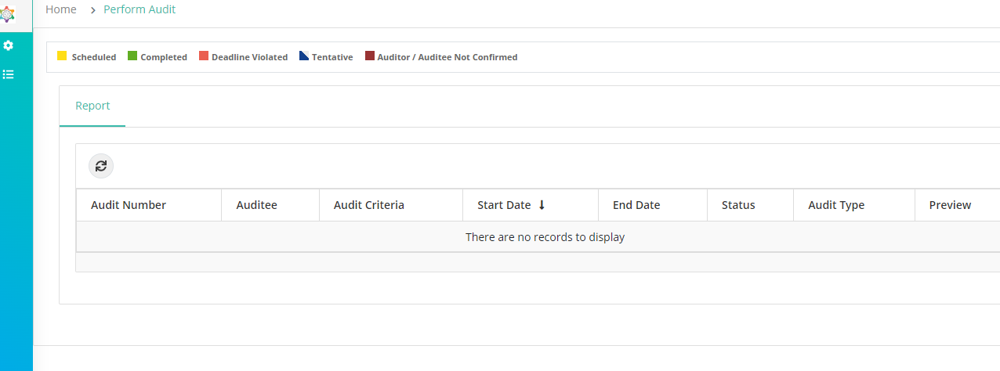 Home > Perform Audit
Scheduled Completed Deadline Violated Tentative Auditor / Auditee Not Confirmed
Report
Audit Number Auditee Audit Criteria Start Date End Date Status Audit Type Preview
There are no records to display